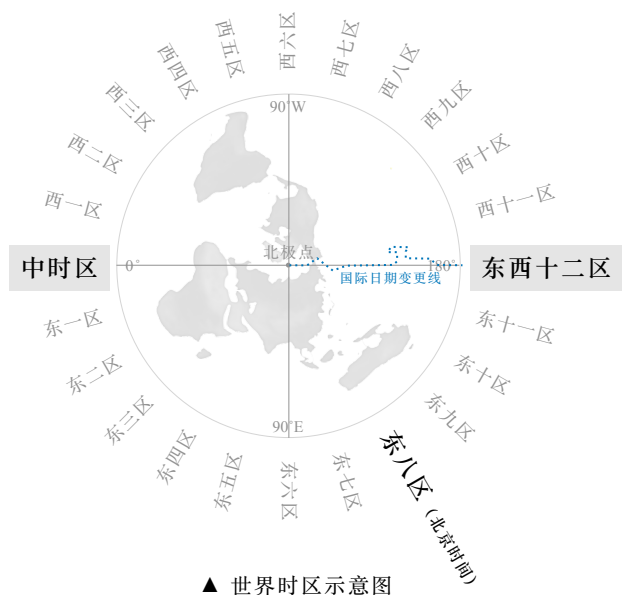 西六区
西五区
西七区
西四区
西八区
西三区
西九区
90°W
西二区
西十区
西一区
西十一区
北极点
中时区
0°
180°
东西十二区
国际日期变更线
东一区
东十一区
东二区
东十区
东三区
东九区
90°E
东四区
东八区（北京时间）
东五区
东六区
东七区
▲ 世界时区示意图